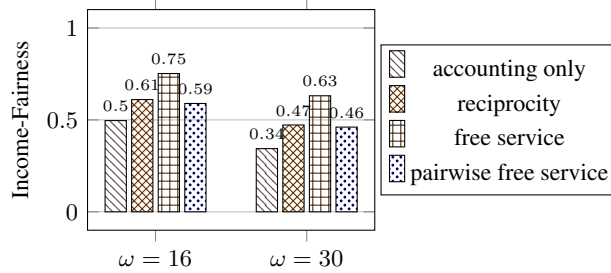 1
0.5
0
Income-Fairness
0.5
0.61
0.75
0.59
0.34
0.47
0.63
0.46
ω = 16
ω = 30
accounting only
reciprocity
free service
pairwise free service